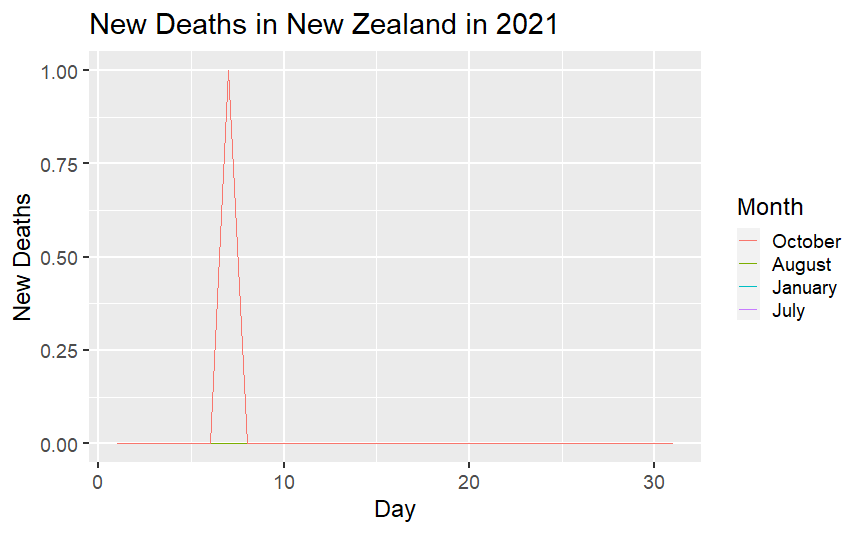 New Deaths in New Zealand in 2021
1.00
0.75
0.50
0.25
0.00
New Deaths
0 10 20 30
Day
Month
October
August
January
July